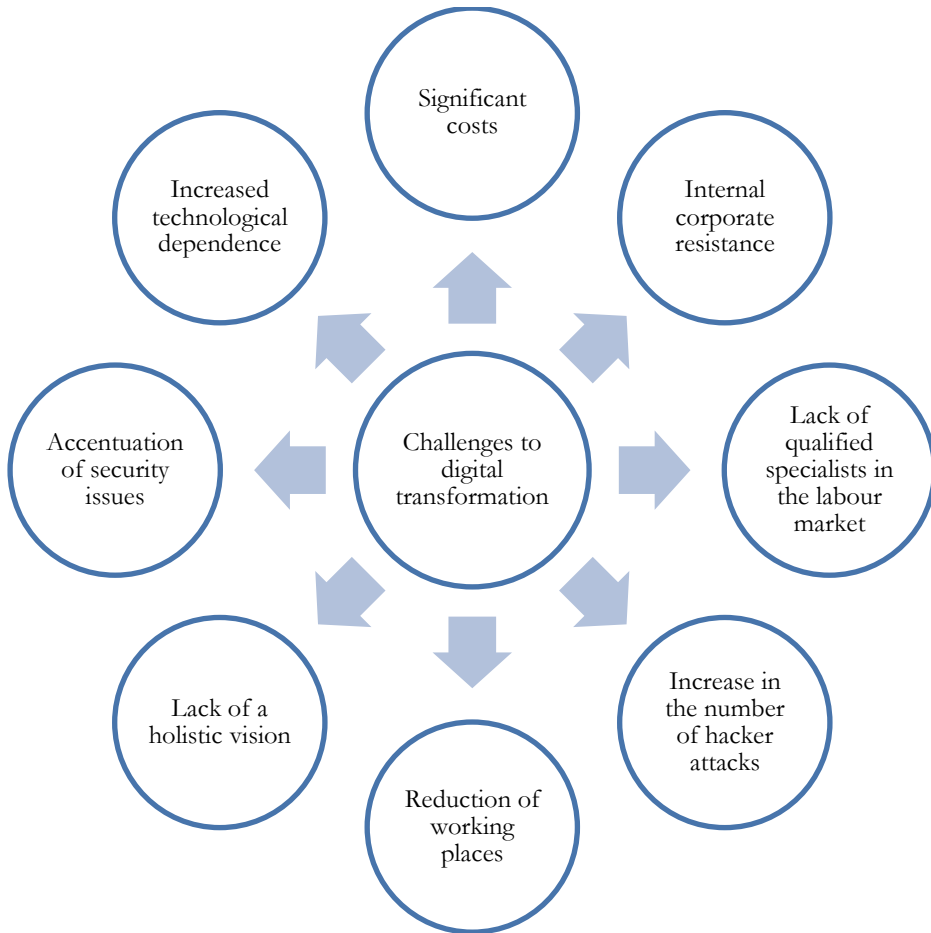 Significant
costs
Internal
corporate
resistance
Lack of
qualified
specialists in
the labour
market
Increase in
the number
of hacker
attacks
Reduction of
working
places
Lack of a
holistic vision
Accentuation
of security
issues
Increased
technological
dependence
Challenges to
digital
transformation